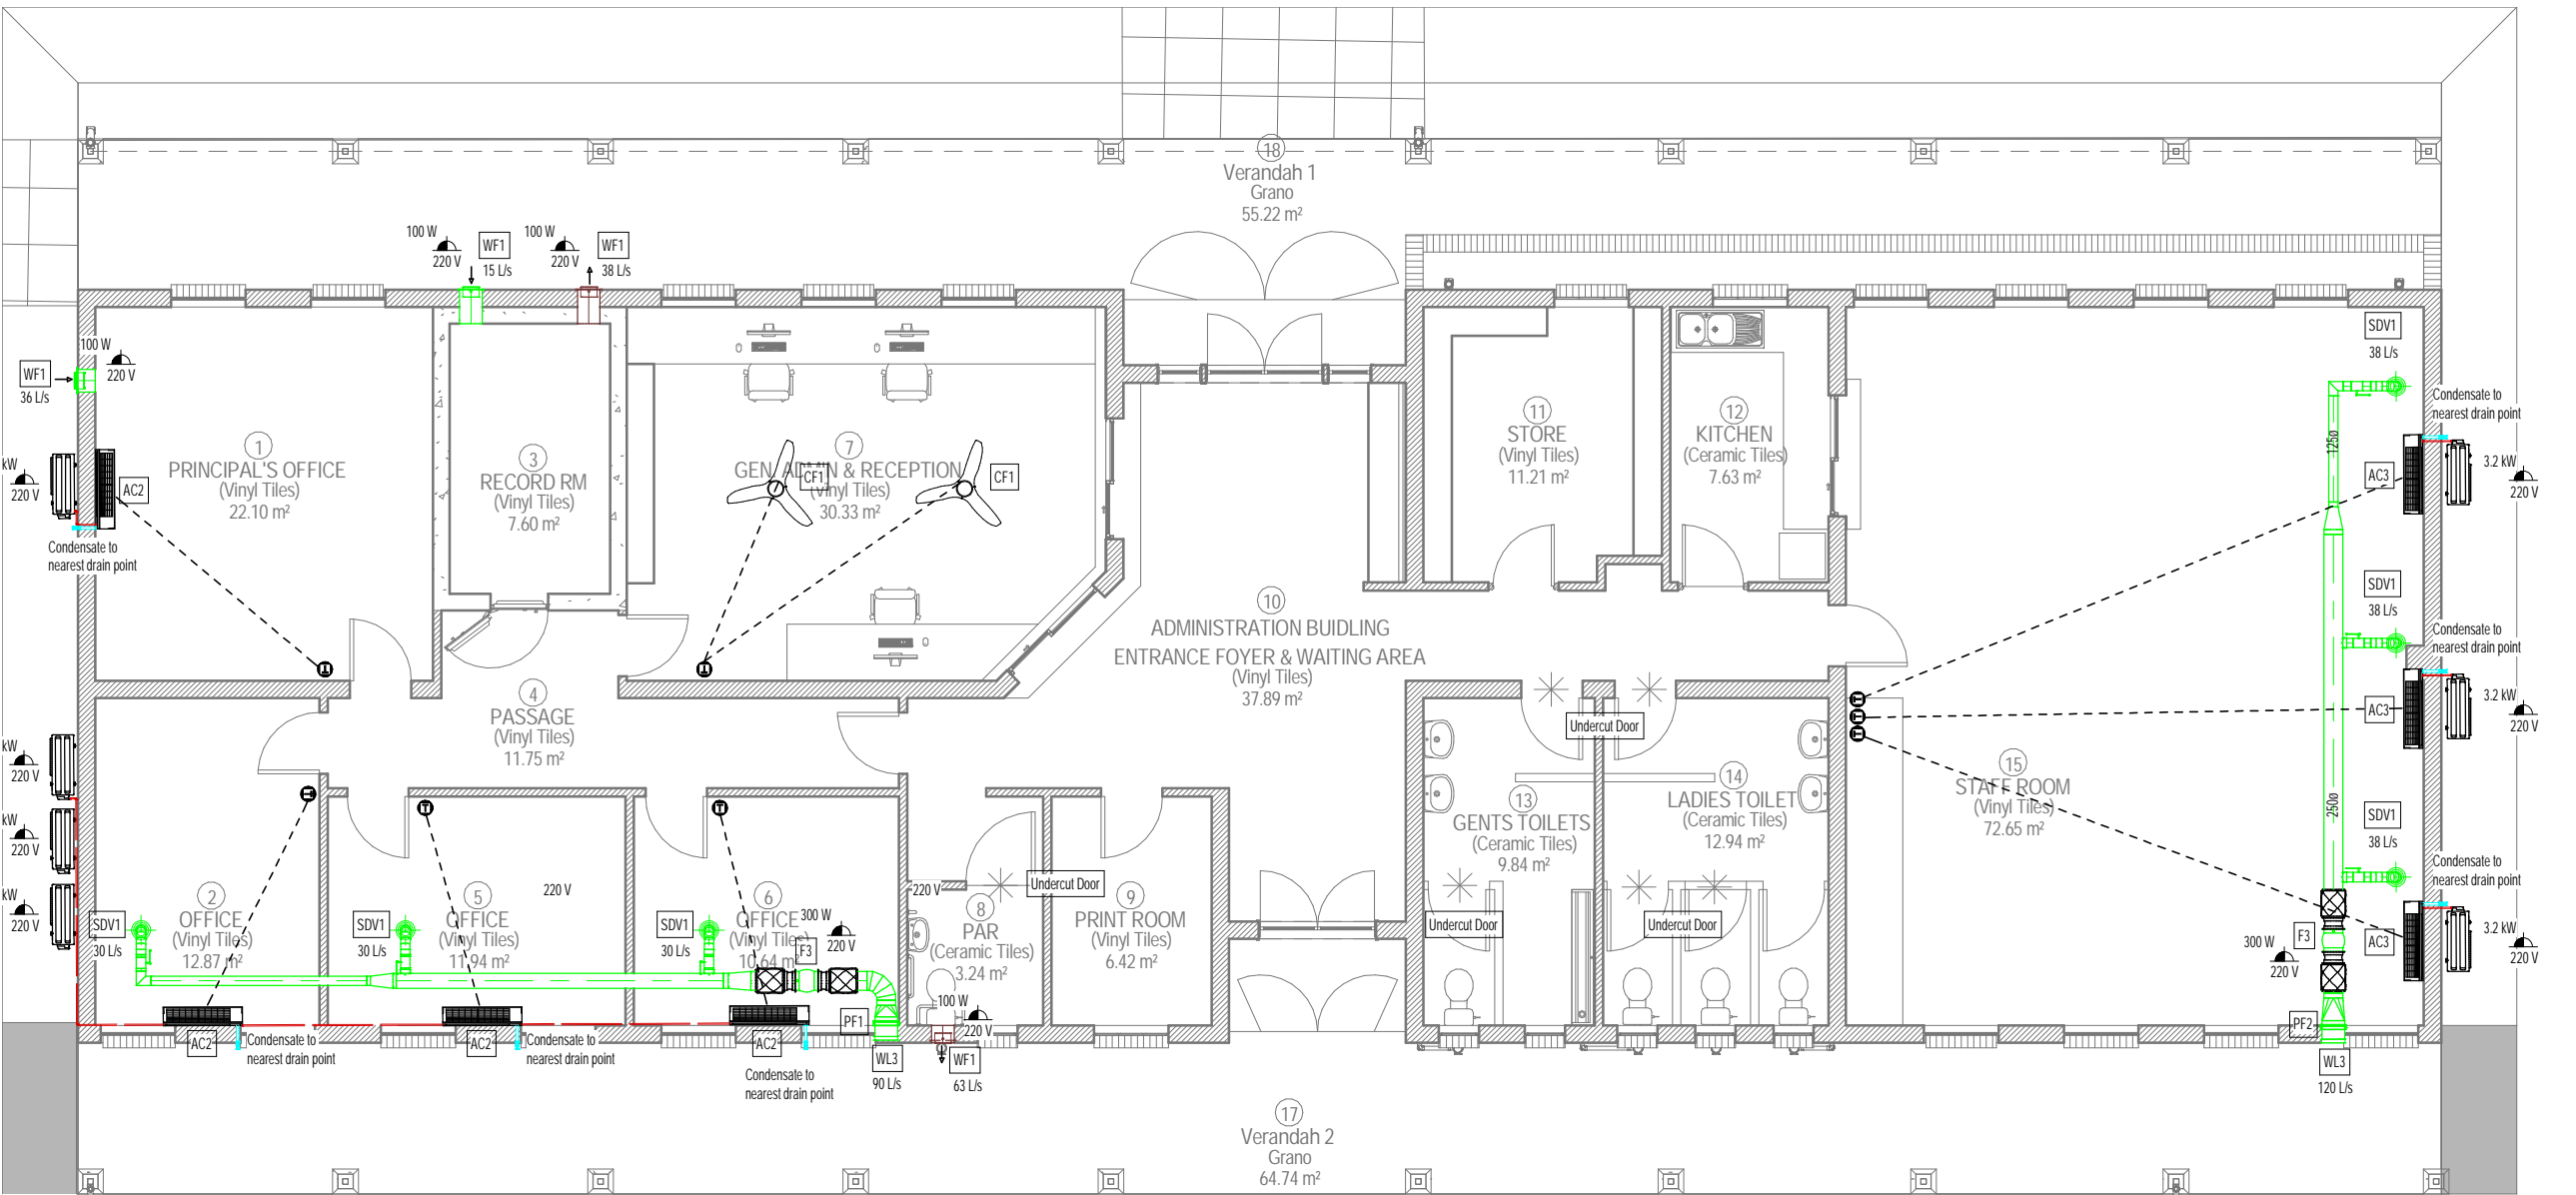 18
Verandah 1
Grano
55.22 m²
100 W
220 V
WF1
15 L/s
100 W
220 V
WF1
38 L/s
100 W
220 V
WF1
36 L/s
kW
220 V
AC2
Condensate to
nearest drain point
1
PRINCIPAL'S OFFICE
(Vinyl Tiles)
22.10 m²
3
RECORD RM
(Vinyl Tiles)
7.60 m²
7
GEN. ADMIN & RECEPTION
(Vinyl Tiles)
30.33 m²
CF1
CF1
10
ADMINISTRATION BUIDLING
ENTRANCE FOYER & WAITING AREA
(Vinyl Tiles)
37.89 m²
11
STORE
(Vinyl Tiles)
11.21 m²
12
KITCHEN
(Ceramic Tiles)
7.63 m²
SDV1
38 L/s
Condensate to
nearest drain point
125ø
AC3
3.2 kW
220 V
SDV1
38 L/s
Condensate to
nearest drain point
AC3
3.2 kW
220 V
250ø
SDV1
38 L/s
Condensate to
nearest drain point
AC3
3.2 kW
220 V
15
STAFF ROOM
(Vinyl Tiles)
72.65 m²
300 W
220 V
F3
PF2
WL3
120 L/s
4
PASSAGE
(Vinyl Tiles)
11.75 m²
kW
220 V
kW
220 V
kW
220 V
2
OFFICE
(Vinyl Tiles)
12.87 m²
SDV1
30 L/s
AC2
Condensate to
nearest drain point
5
OFFICE
(Vinyl Tiles)
11.94 m²
220 V
SDV1
30 L/s
AC2
Condensate to
nearest drain point
6
OFFICE
(Vinyl Tiles)
10.64 m²
SDV1
30 L/s
300 W
220 V
F3
AC2
Condensate to
nearest drain point
PF1
WL3
90 L/s
220 V
8
PAR
(Ceramic Tiles)
3.24 m²
Undercut Door
100 W
220 V
WF1
63 L/s
9
PRINT ROOM
(Vinyl Tiles)
6.42 m²
Undercut Door
13
GENTS TOILETS
(Ceramic Tiles)
9.84 m²
Undercut Door
14
LADIES TOILET
(Ceramic Tiles)
12.94 m²
Undercut Door
17
Verandah 2
Grano
64.74 m²